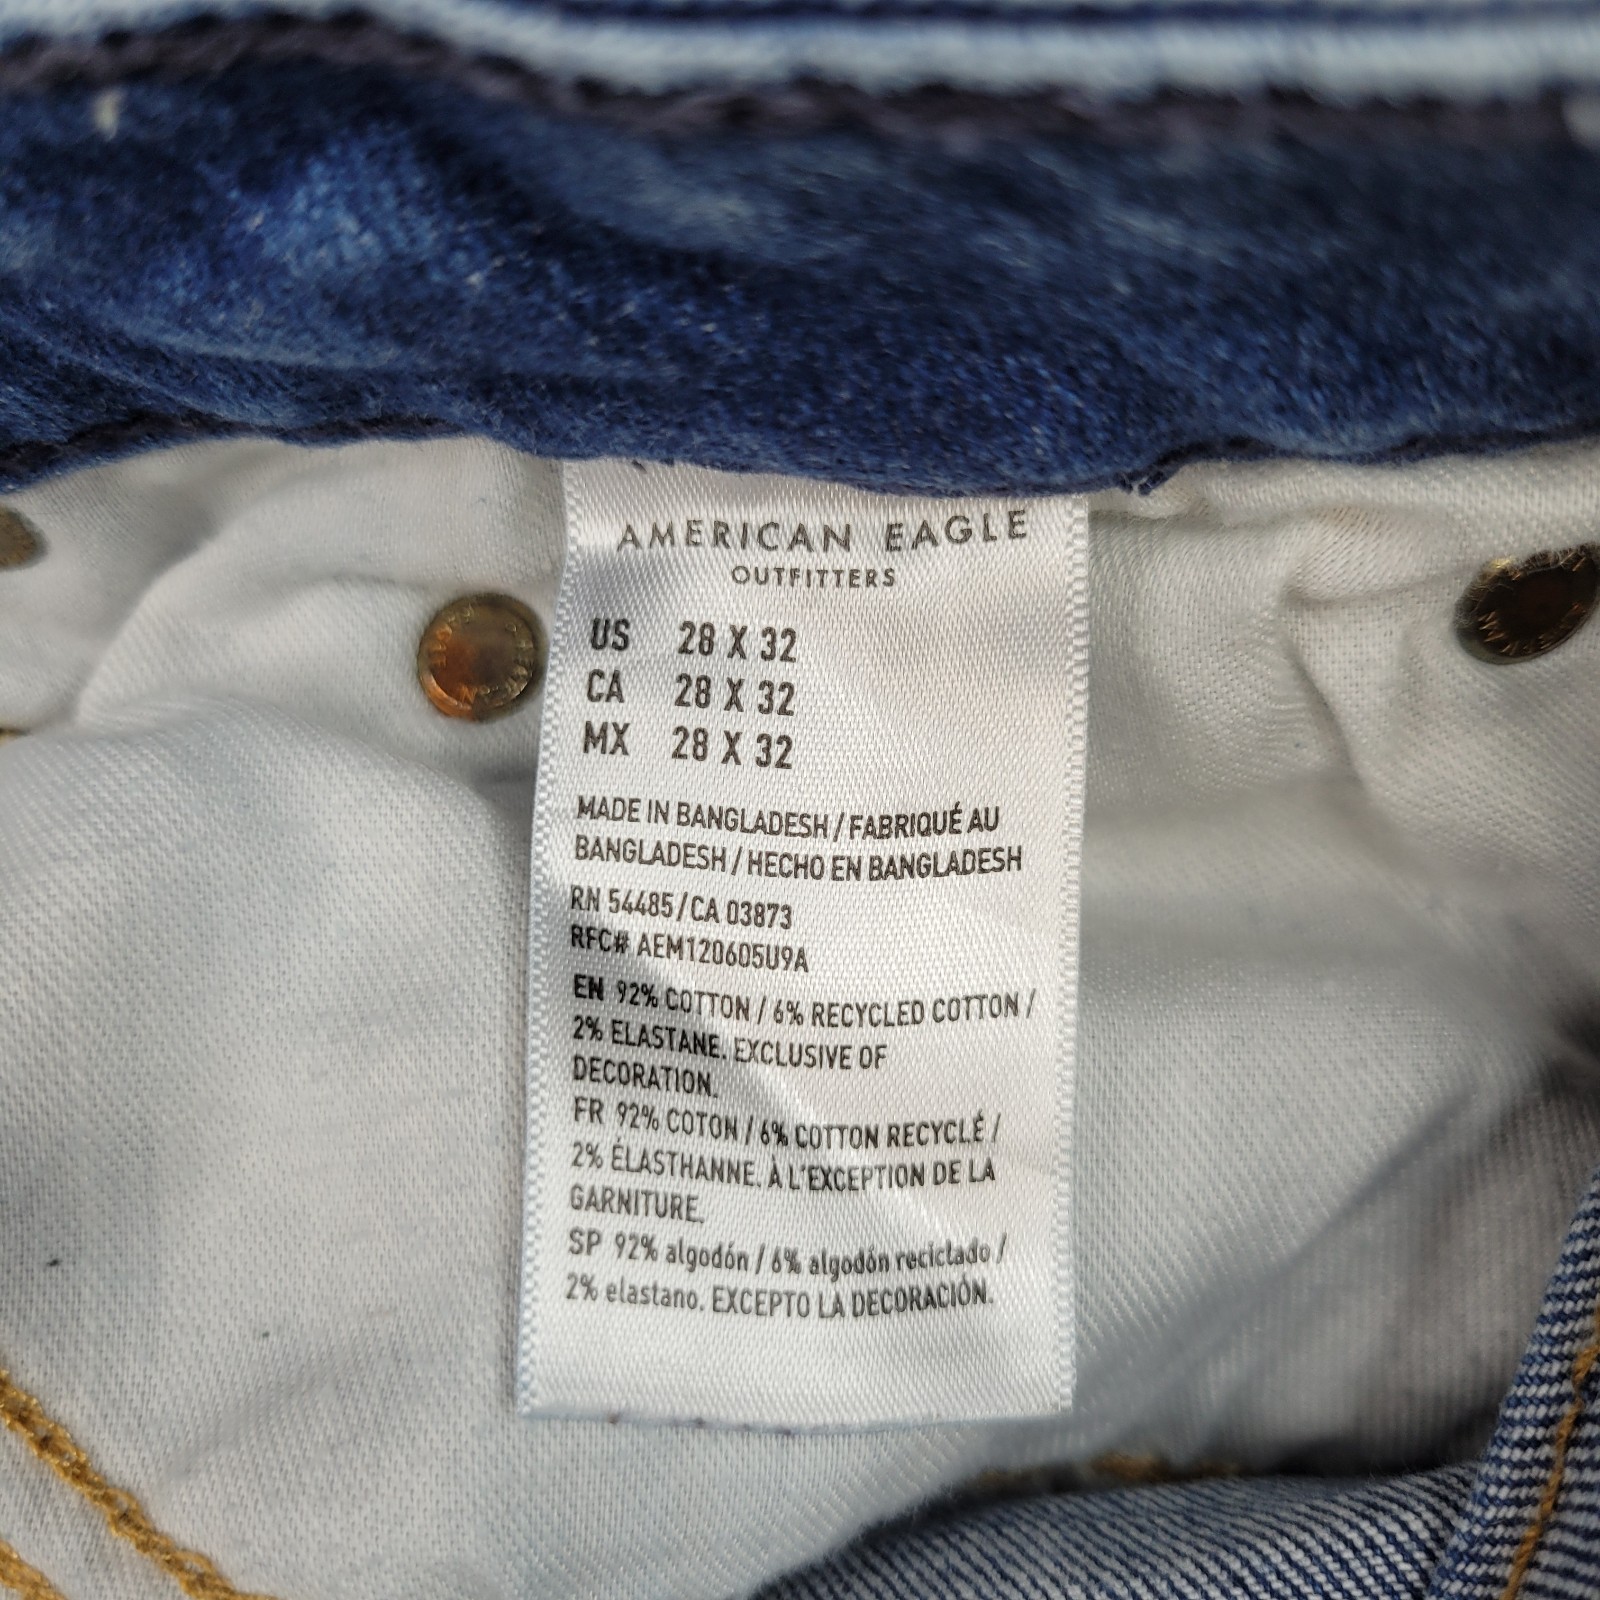 AMERICAN EAGLE
OUTFITTERS
US 28 X 32
CA 28 X 32
MX 28 X 32
MADE IN BANGLADESH / FABRIQUÉ AU
BANGLADESH / HECHO EN BANGLADESH
RN 54485 / CA 03873
RFC# AEM120605U9A
EN 92% COTTON / 6% RECYCLED COTTON /
2% ELASTANE. EXCLUSIVE OF
DECORATION.
FR 92% COTON / 6% COTTON RECYCLÉ /
2% ÉLASTHANNE. À L'EXCEPTION DE LA
GARNITURE.
SP 92% algodón / 6% algodón reciclado /
2% elastano. EXCEPTO LA DECORACIÓN.